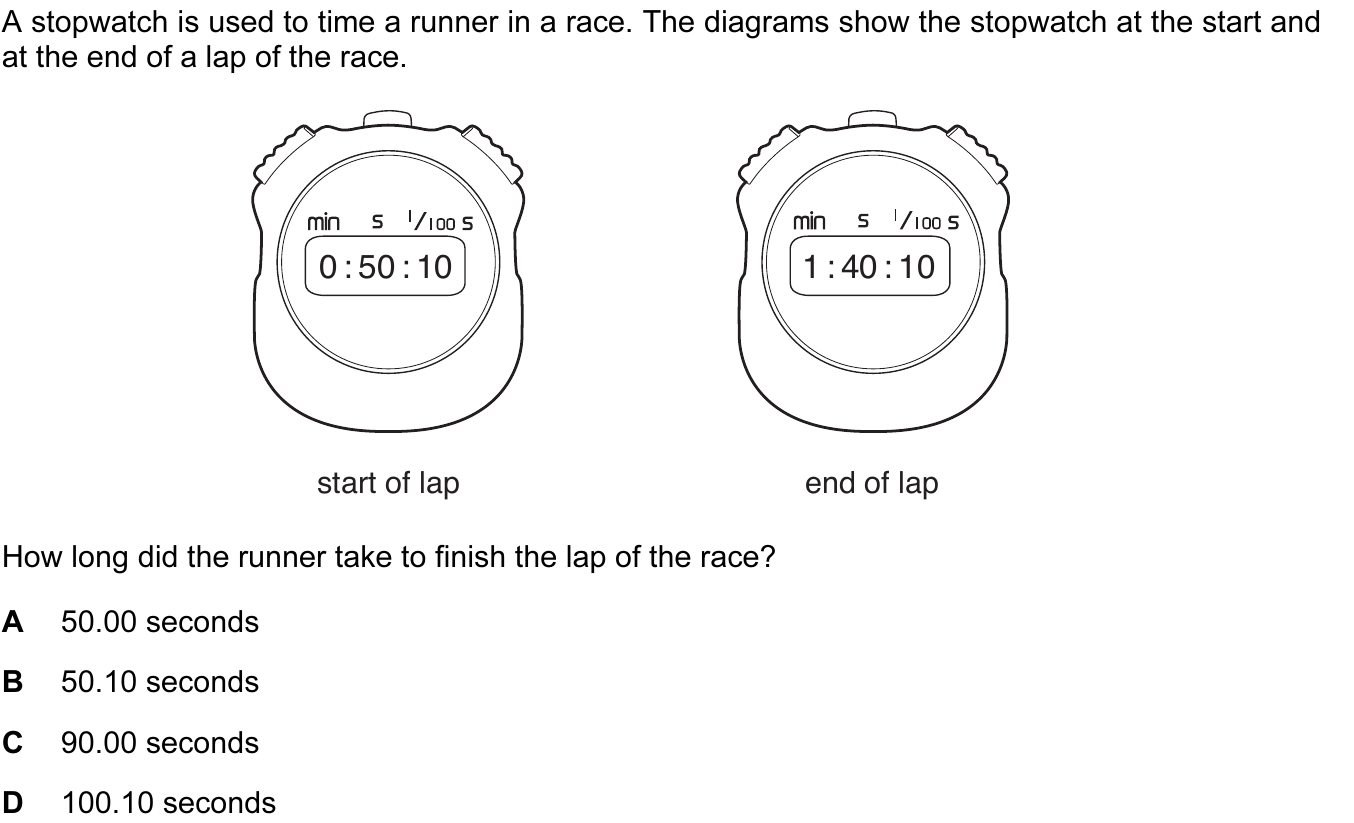 A stopwatch is used to time a runner in a race. The diagrams show the stopwatch at the start and
at the end of a lap of the race.
min s 1/100 s
0:50:10
min s 1/100 s
1:40:10
start of lap
end of lap
How long did the runner take to finish the lap of the race?
A 50.00 seconds
B 50.10 seconds
C 90.00 seconds
D 100.10 seconds